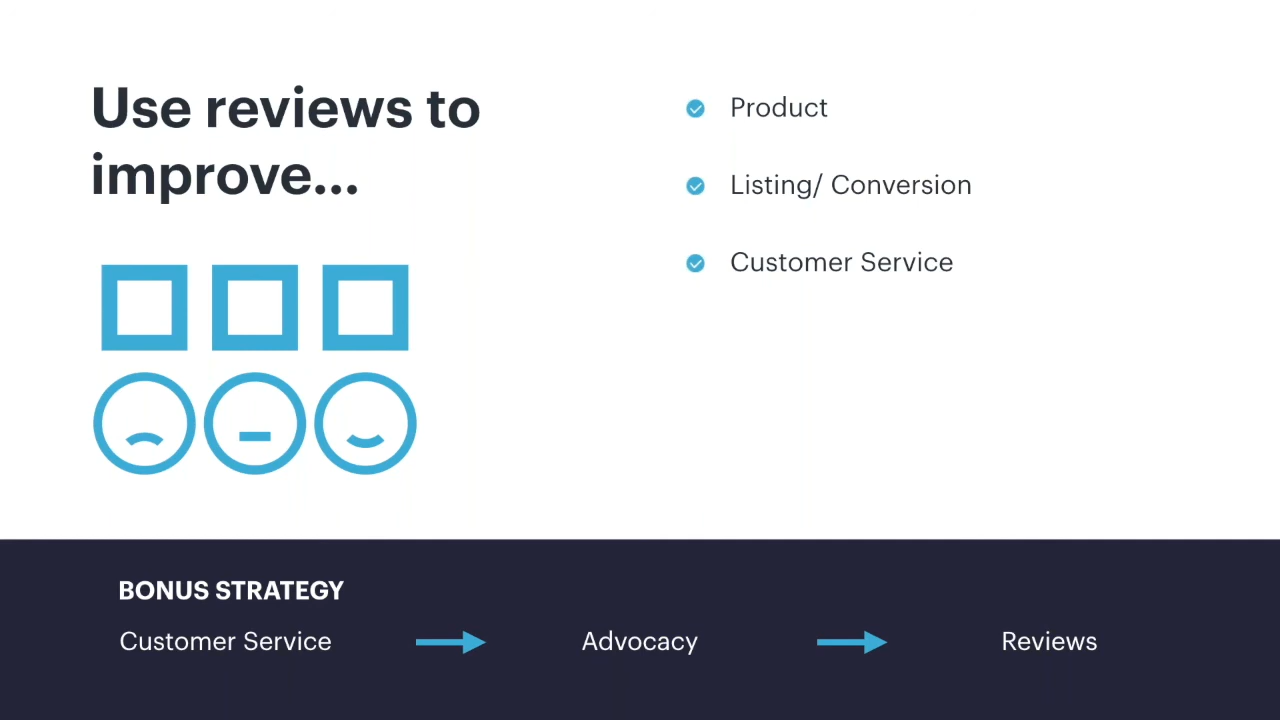 Use reviews to
improve...
Product
Listing/ Conversion
Customer Service
BONUS STRATEGY
Customer Service
Advocacy
Reviews